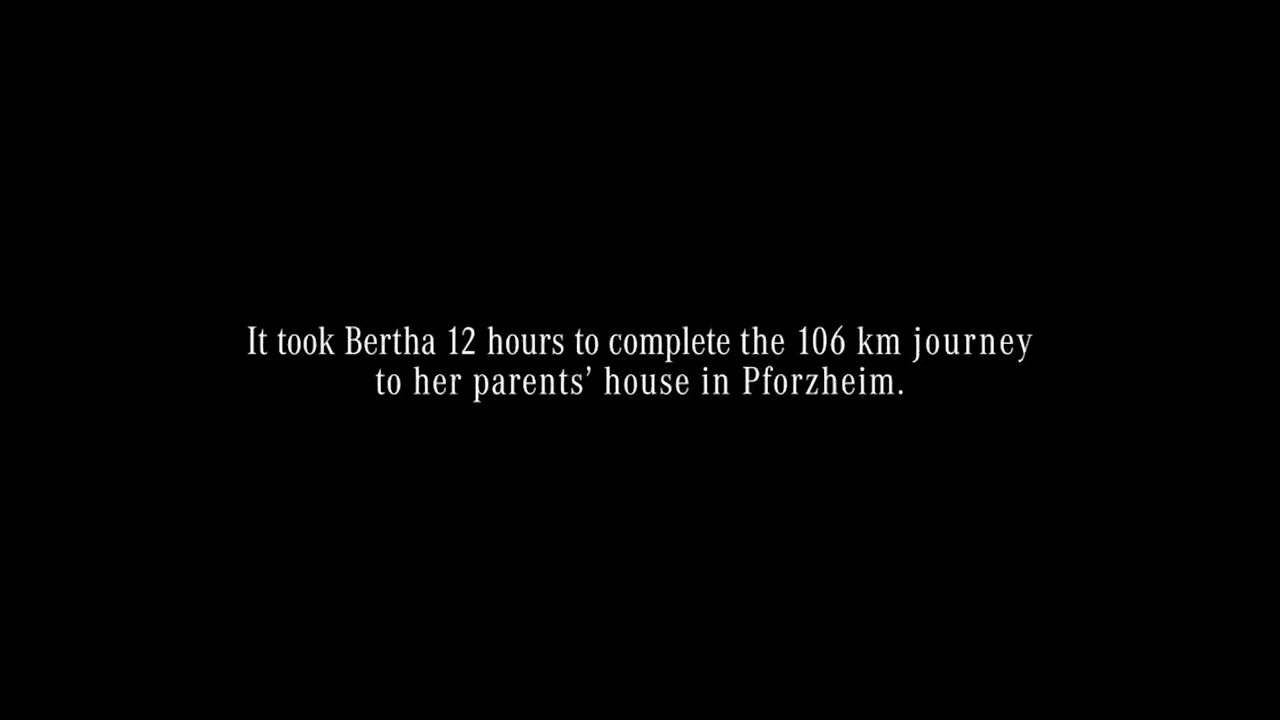 It took Bertha 12 hours to complete the 106 km journey
to her parents’ house in Pforzheim.